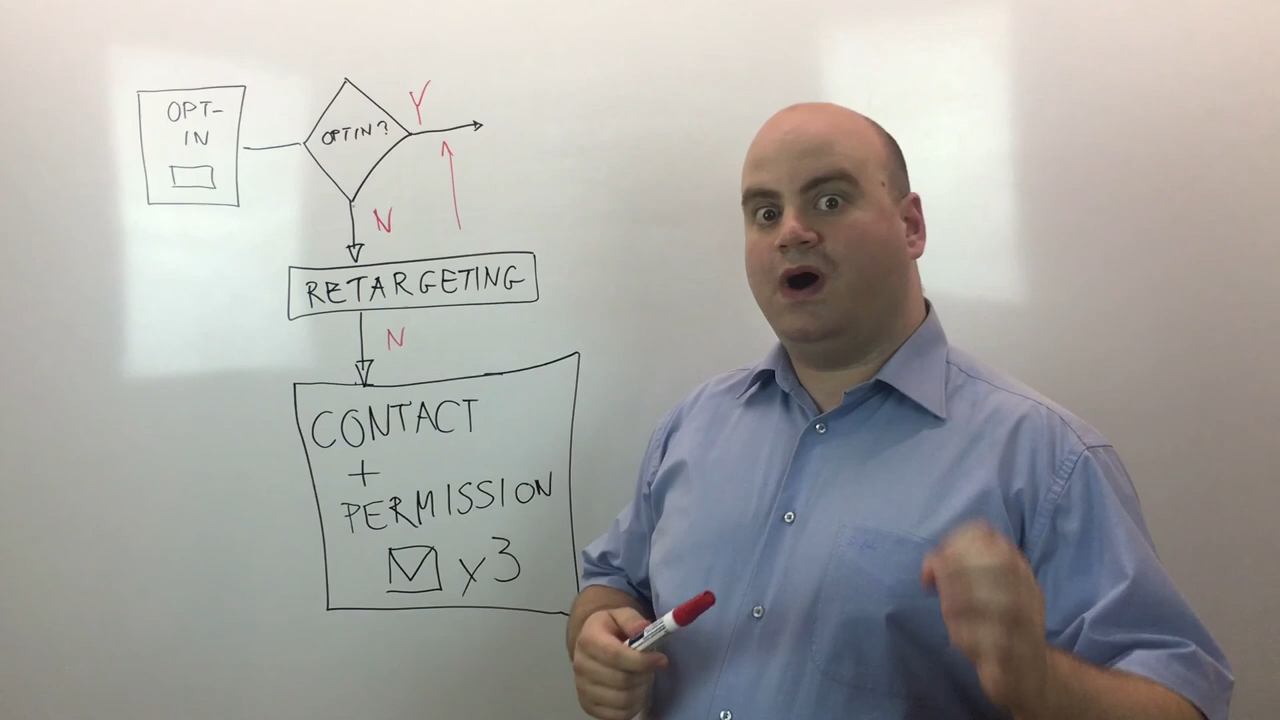 OPT-
IN
OPTIN?
Y
N
RETARGETING
N
CONTACT
+
PERMISSION
x3